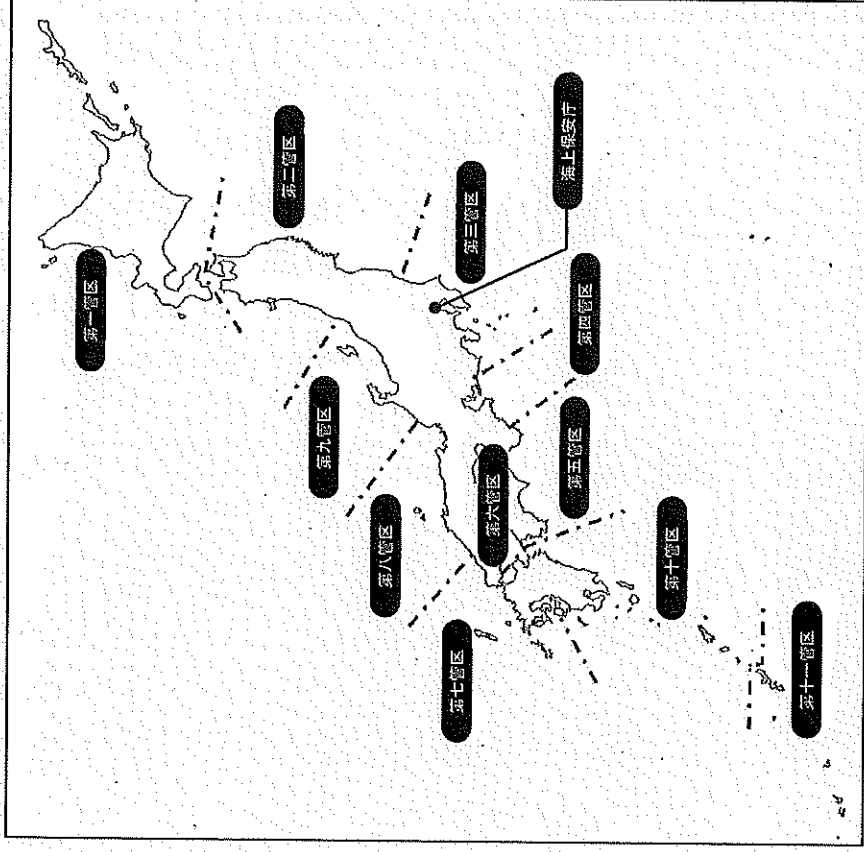 第一管区
第二管区
第三管区
海上保安庁
第四管区
第五管区
第六管区
第七管区
第八管区
第九管区
第十管区
第十一管区